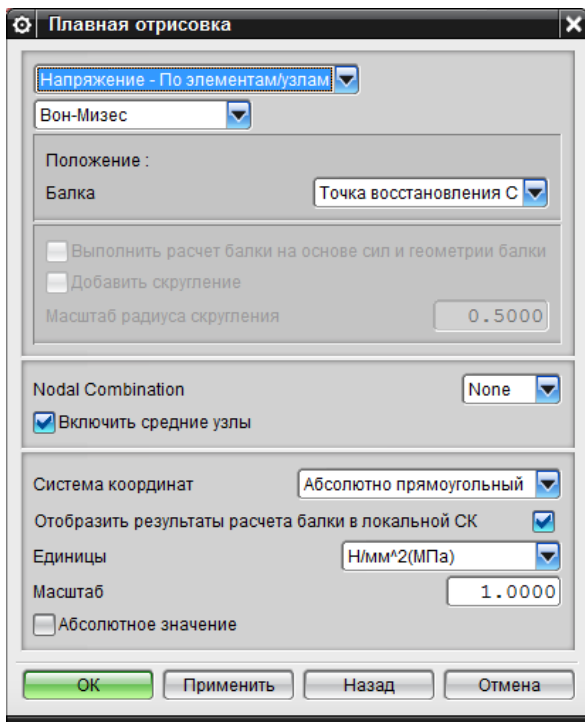 Плавная отрисовка
Напряжение - По элементам/узлам
Вон-Мизес
Положение :
Балка Точка восстановления C
Выполнить расчет балки на основе сил и геометрии балки
Добавить скругление
Масштаб радиуса скругления 0.5000
Nodal Combination None
Включить средние узлы
Система координат Абсолютно прямоугольный
Отобразить результаты расчета балки в локальной СК
Единицы Н/мм^2(МПа)
Масштаб 1.0000
Абсолютное значение
ОК Применить Назад Отмена